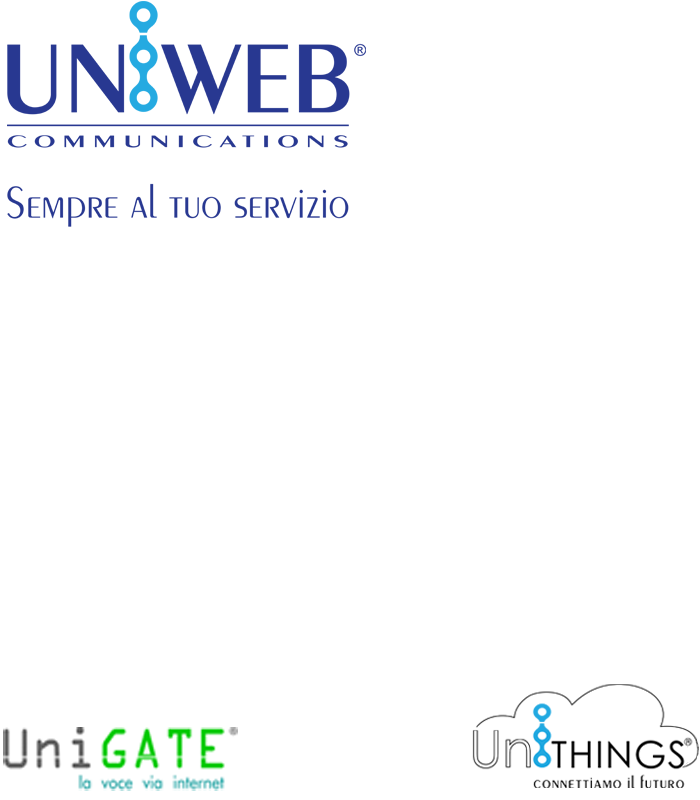 UNIWEB®
COMMUNICATIONS
SEMPRE AL TUO SERVIZIO
UniGATE®
la voce via internet
UniTHINGS®
CONNETTIAMO il FUTURO